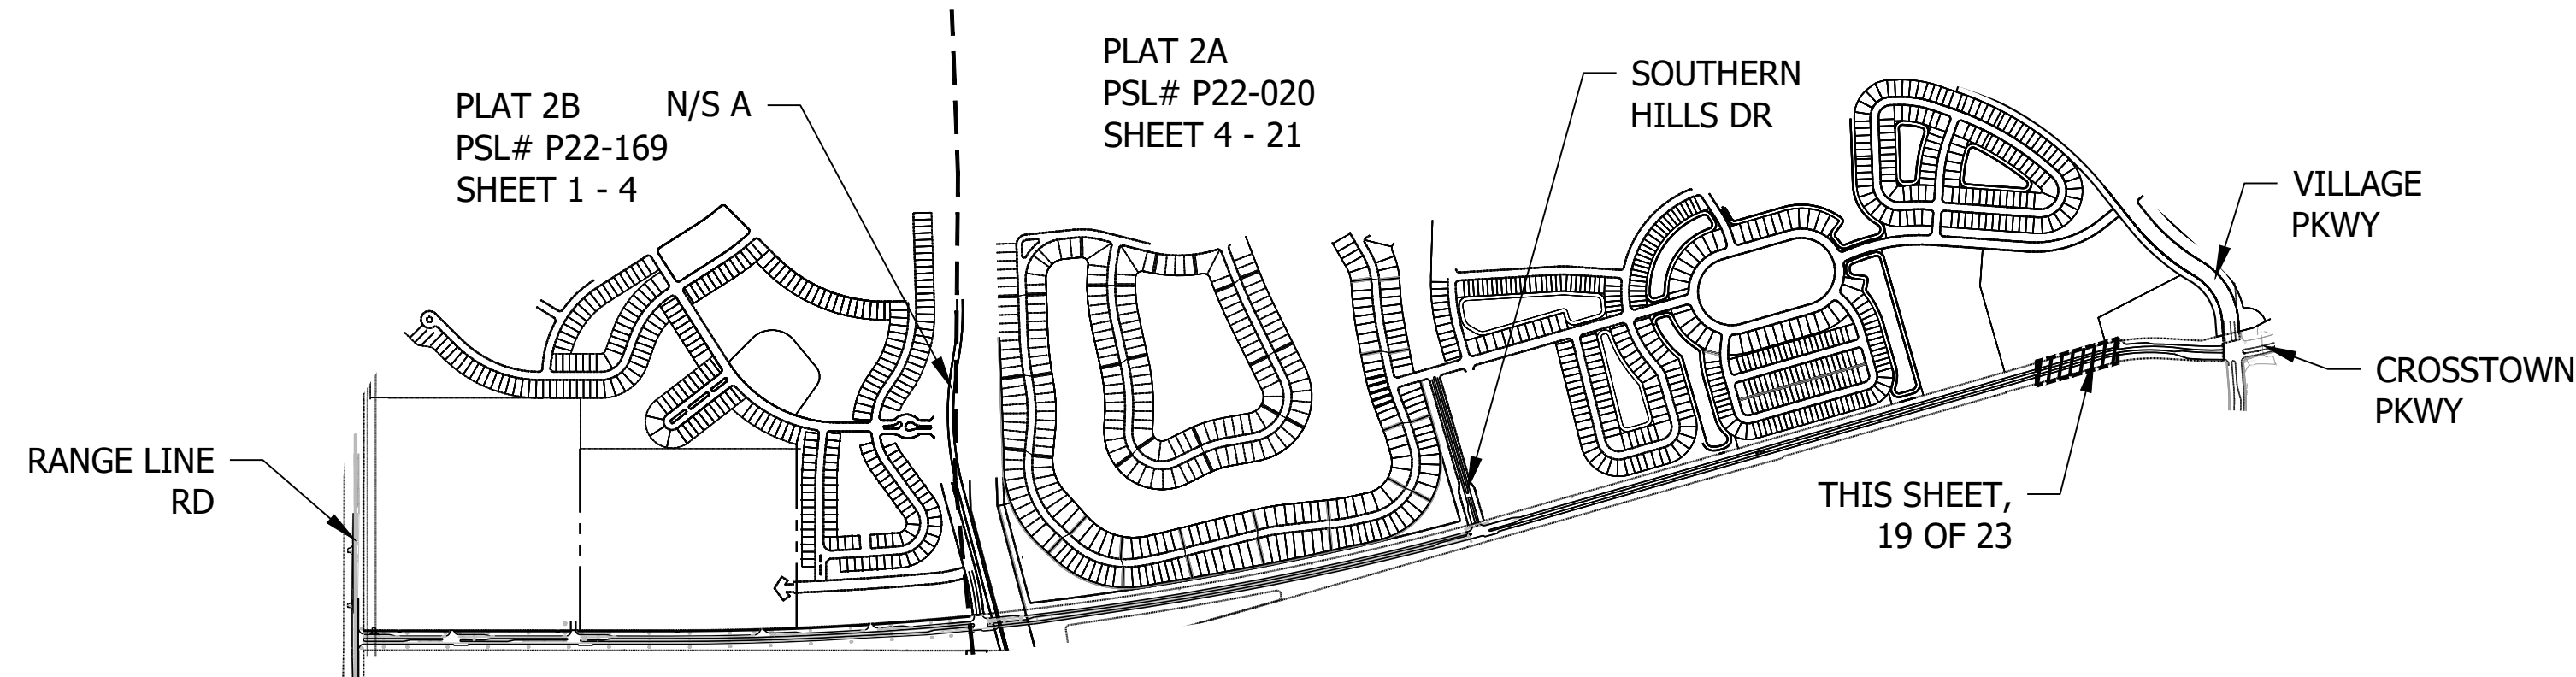 PLAT 2B
PSL# P22-169
SHEET 1 - 4
N/S A
PLAT 2A
PSL# P22-020
SHEET 4 - 21
SOUTHERN
HILLS DR
VILLAGE
PKWY
CROSSTOWN
PKWY
RANGE LINE
RD
THIS SHEET,
19 OF 23